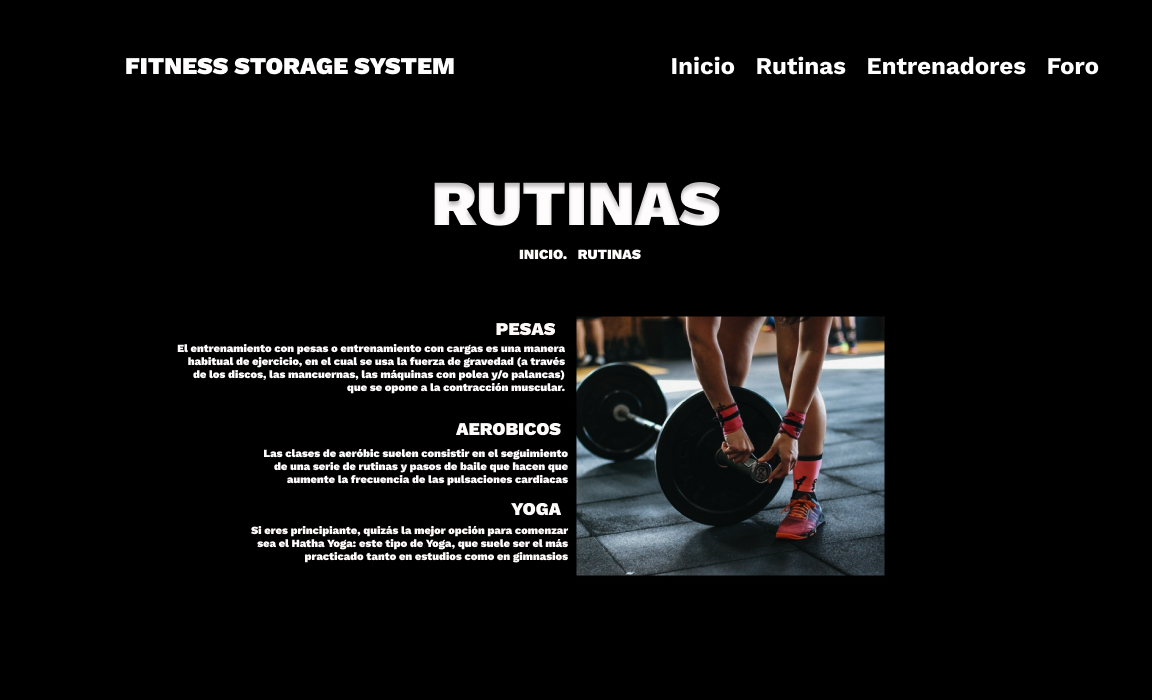 FITNESS STORAGE SYSTEM
Inicio Rutinas Entrenadores Foro
RUTINAS
INICIO. RUTINAS
PESAS
El entrenamiento con pesas o entrenamiento con cargas es una manera
habitual de ejercicio, en el cual se usa la fuerza de gravedad (a través
de los discos, las mancuernas, las máquinas con polea y/o palancas)
que se opone a la contracción muscular.
AEROBICOS
Las clases de aeróbic suelen consistir en el seguimiento
de una serie de rutinas y pasos de baile que hacen que
aumente la frecuencia de las pulsaciones cardiacas
YOGA
Si eres principiante, quizás la mejor opción para comenzar
sea el Hatha Yoga: este tipo de Yoga, que suele ser el más
practicado tanto en estudios como en gimnasios